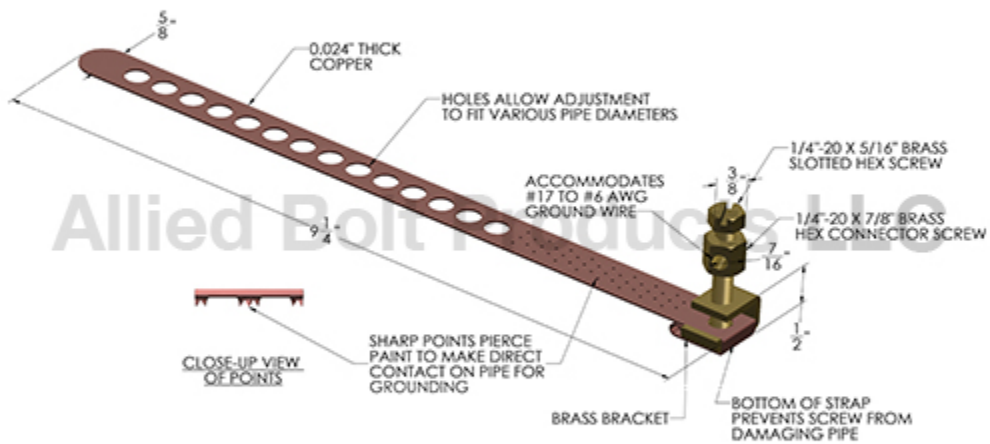 5/8"
0.024" THICK
COPPER
HOLES ALLOW ADJUSTMENT
TO FIT VARIOUS PIPE DIAMETERS
1/4"-20 X 5/16" BRASS
SLOTTED HEX SCREW
3/8"
ACCOMMODATES
#17 TO #6 AWG
GROUND WIRE
1/4"-20 X 7/8" BRASS
HEX CONNECTOR SCREW
Allied Bolt Products LLC
9 1/4"
7/16"
1/2"
SHARP POINTS PIERCE
PAINT TO MAKE DIRECT
CONTACT ON PIPE FOR
GROUNDING
CLOSE-UP VIEW
OF POINTS
BRASS BRACKET
BOTTOM OF STRAP
PREVENTS SCREW FROM
DAMAGING PIPE